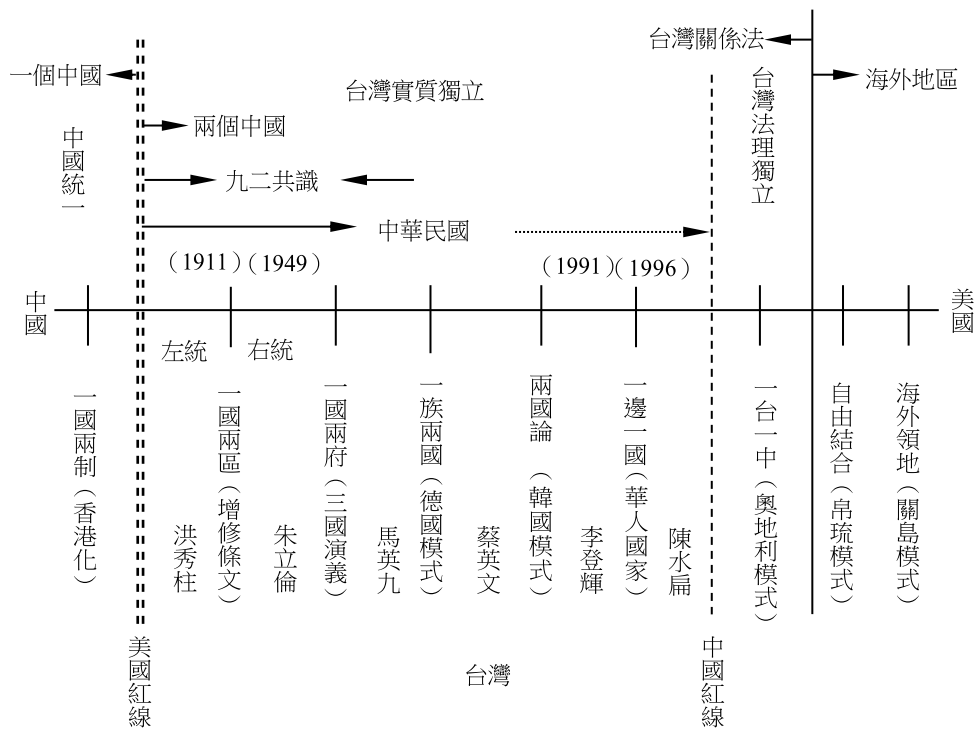 台灣關係法
一個中國
海外地區
台灣實質獨立
台灣法理獨立
兩個中國
中國統一
九二共識
中華民國
（1911）（1949）
（1991）（1996）
中國
美國
左統
右統
一國兩制（香港化）
一國兩區（增修條文）
一國兩府（三國演義）
一族兩國（德國模式）
兩國論（韓國模式）
一邊一國（華人國家）
一台一中（奧地利模式）
自由結合（帛琉模式）
海外領地（關島模式）
洪秀柱
朱立倫
馬英九
蔡英文
李登輝
陳水扁
美國紅線
台灣
中國紅線